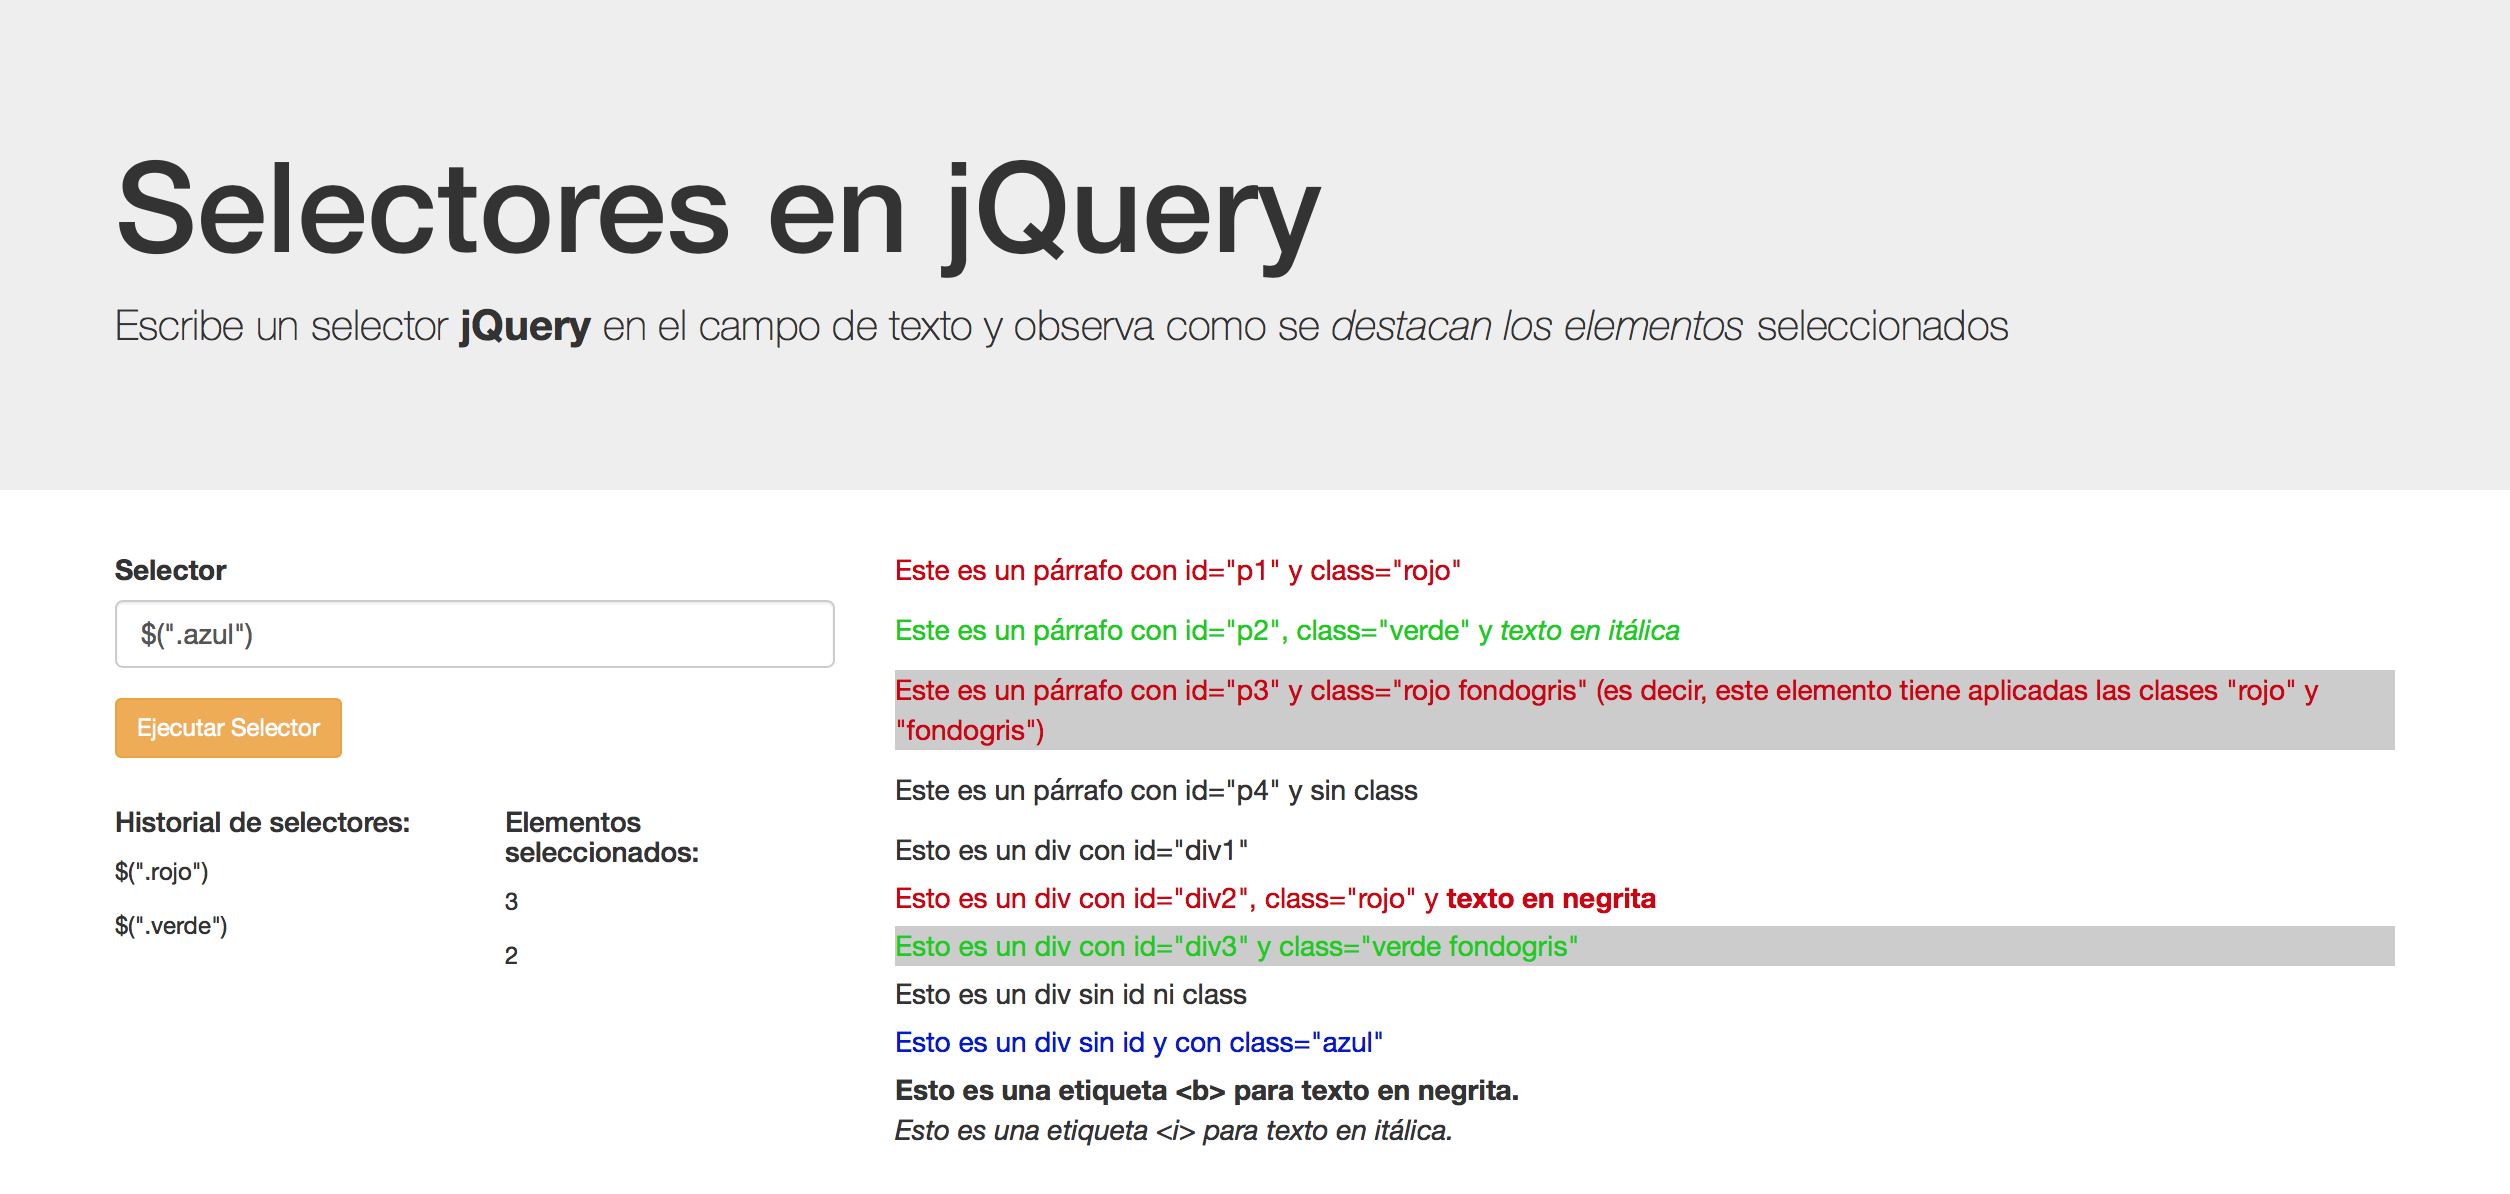 Selectores en jQuery
Escribe un selector jQuery en el campo de texto y observa como se destacan los elementos seleccionados
Selector
$(".azul")
Ejecutar Selector
Historial de selectores:
$(".rojo")
$(".verde")
Elementos
seleccionados:
3
2
Este es un párrafo con id="p1" y class="rojo"
Este es un párrafo con id="p2", class="verde" y texto en itálica
Este es un párrafo con id="p3" y class="rojo fondogris" (es decir, este elemento tiene aplicadas las clases "rojo" y
"fondogris")
Este es un párrafo con id="p4" y sin class
Esto es un div con id="div1"
Esto es un div con id="div2", class="rojo" y texto en negrita
Esto es un div con id="div3" y class="verde fondogris"
Esto es un div sin id ni class
Esto es un div sin id y con class="azul"
Esto es una etiqueta <b> para texto en negrita.
Esto es una etiqueta <i> para texto en itálica.